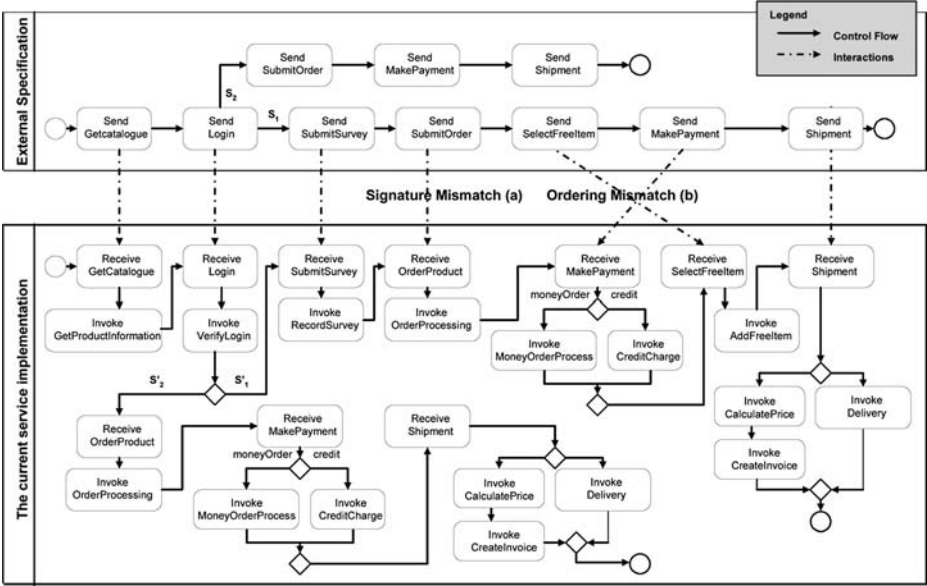 External Specification
Legend
Control Flow
Interactions
Send
SubmitOrder
Send
MakePayment
Send
Shipment
S2
S1
Send
Getcatalogue
Send
Login
Send
SubmitSurvey
Send
SubmitOrder
Send
SelectFreeItem
Send
MakePayment
Send
Shipment
Signature Mismatch (a)
Ordering Mismatch (b)
The current service implementation
Receive
GetCatalogue
Receive
Login
Receive
SubmitSurvey
Receive
OrderProduct
Receive
MakePayment
Receive
SelectFreeItem
Receive
Shipment
moneyOrder
credit
Invoke
GetProductInformation
Invoke
VerifyLogin
Invoke
RecordSurvey
Invoke
OrderProcessing
Invoke
MoneyOrderProcess
Invoke
CreditCharge
Invoke
AddFreeItem
S'2
S'1
Invoke
CalculatePrice
Invoke
Delivery
Invoke
CreateInvoice
Receive
OrderProduct
Invoke
OrderProcessing
Receive
MakePayment
moneyOrder
credit
Invoke
MoneyOrderProcess
Invoke
CreditCharge
Receive
Shipment
Invoke
CalculatePrice
Invoke
Delivery
Invoke
CreateInvoice